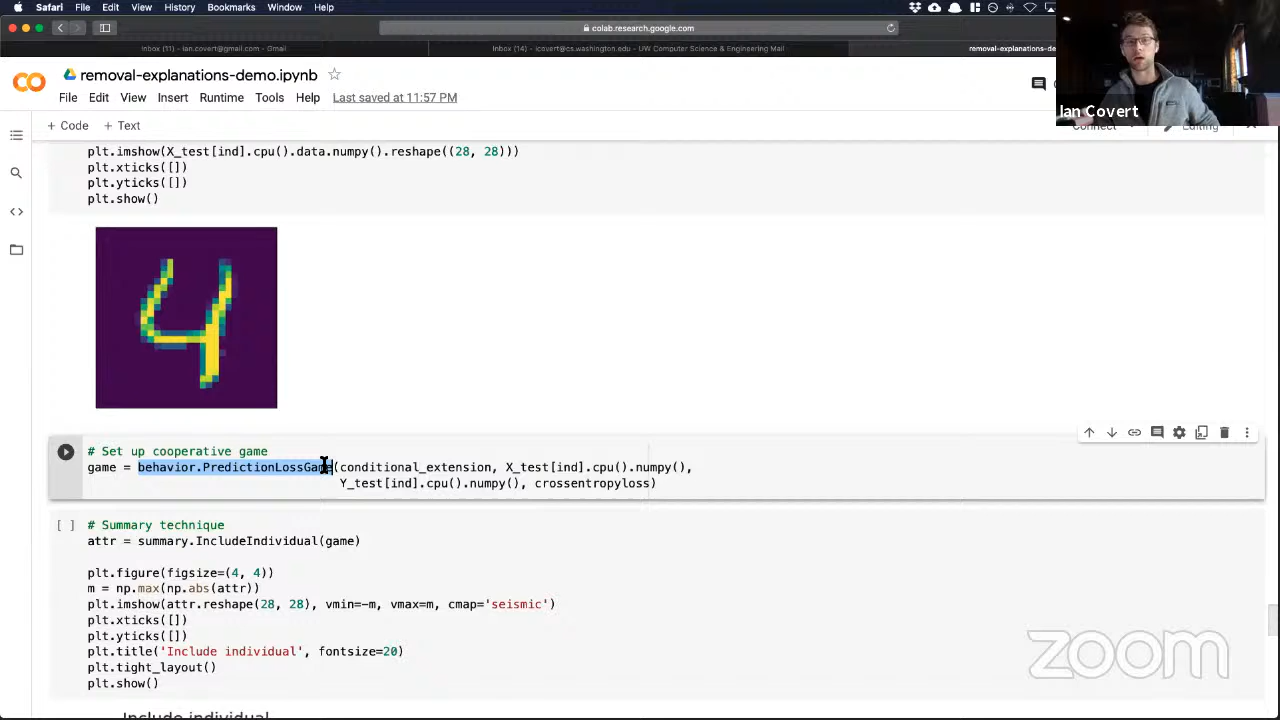 Safari File Edit View History Bookmarks Window Help
colab.research.google.com
Inbox (11) – ian.covert@gmail.com – Gmail
Inbox (14) – icovert@cs.washington.edu – UW Computer Science & Engineering Mail
removal-explanations-de
removal-explanations-demo.ipynb
File Edit View Insert Runtime Tools Help Last saved at 11:57 PM
Ian Covert
+ Code + Text
Connect
Editing
plt.imshow(X_test[ind].cpu().data.numpy().reshape((28, 28)))
plt.xticks([])
plt.yticks([])
plt.show()
# Set up cooperative game
game = behavior.PredictionLossGame(conditional_extension, X_test[ind].cpu().numpy(),
Y_test[ind].cpu().numpy(), crossentropyloss)
[ ] # Summary technique
attr = summary.IncludeIndividual(game)
plt.figure(figsize=(4, 4))
m = np.max(np.abs(attr))
plt.imshow(attr.reshape(28, 28), vmin=-m, vmax=m, cmap='seismic')
plt.xticks([])
plt.yticks([])
plt.title('Include individual', fontsize=20)
plt.tight_layout()
plt.show()
Include individual
zoom